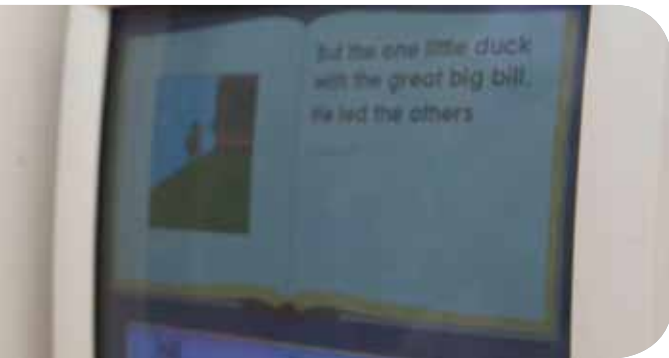 But the one little duck
with the great big bill,
He led the others